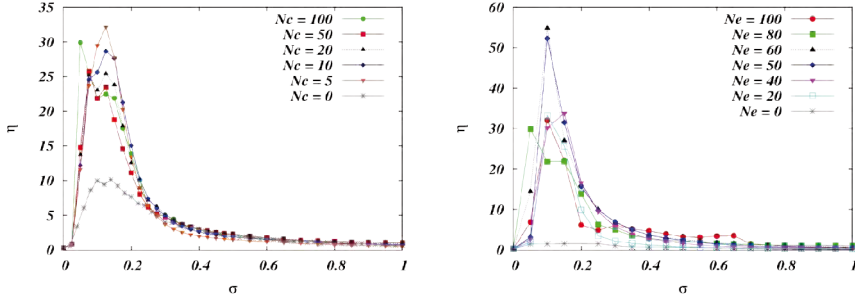 35
30
25
20
15
10
5
0
η
0
0.2
0.4
0.6
0.8
1
σ
Nc = 100
Nc = 50
Nc = 20
Nc = 10
Nc = 5
Nc = 0
60
50
40
30
20
10
0
η
0
0.2
0.4
0.6
0.8
1
σ
Ne = 100
Ne = 80
Ne = 60
Ne = 50
Ne = 40
Ne = 20
Ne = 0